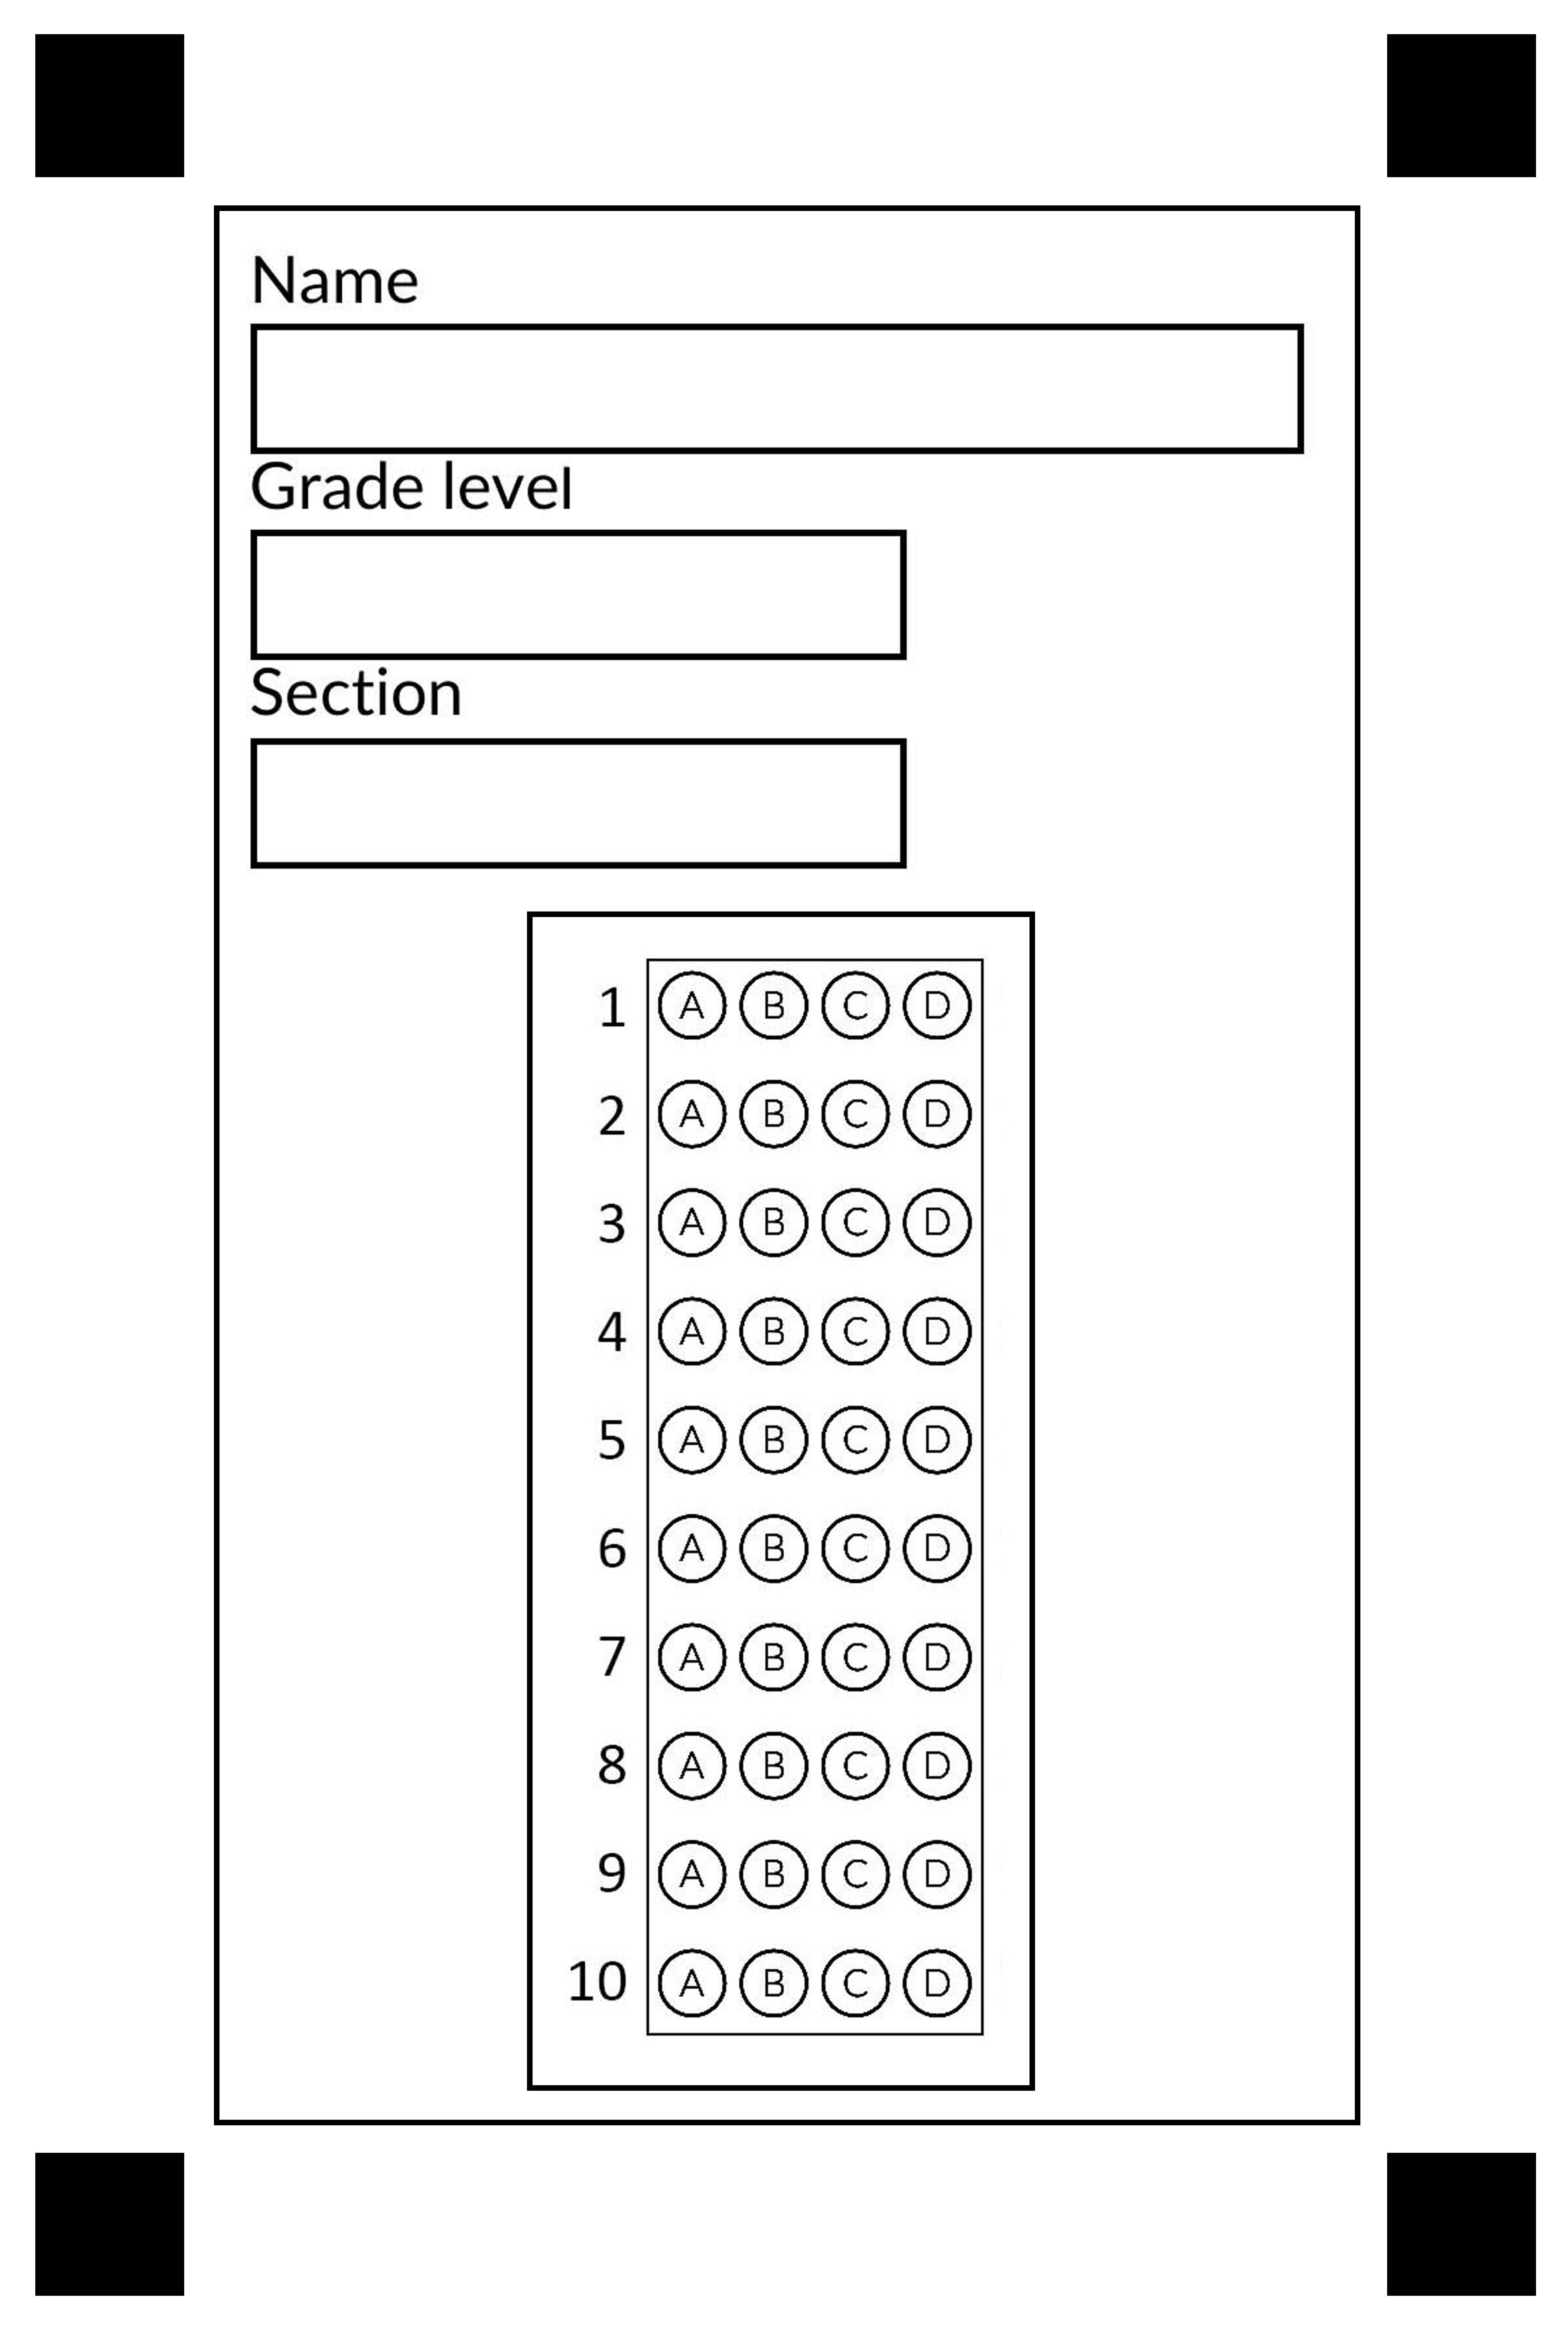 Name
Grade level
Section
1 A B C D
2 A B C D
3 A B C D
4 A B C D
5 A B C D
6 A B C D
7 A B C D
8 A B C D
9 A B C D
10 A B C D